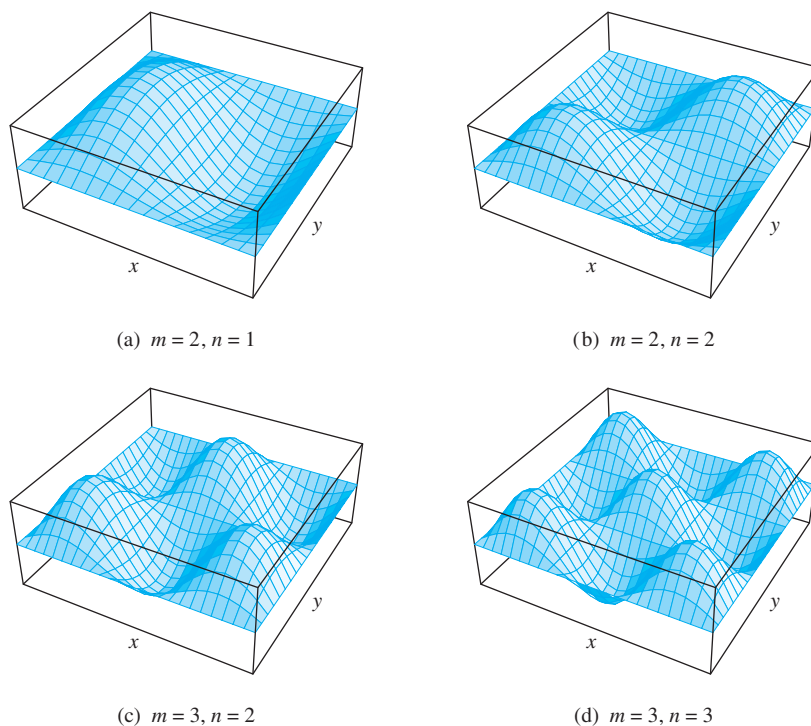 x
y
x
y
(a) m = 2, n = 1
(b) m = 2, n = 2
x
y
x
y
(c) m = 3, n = 2
(d) m = 3, n = 3